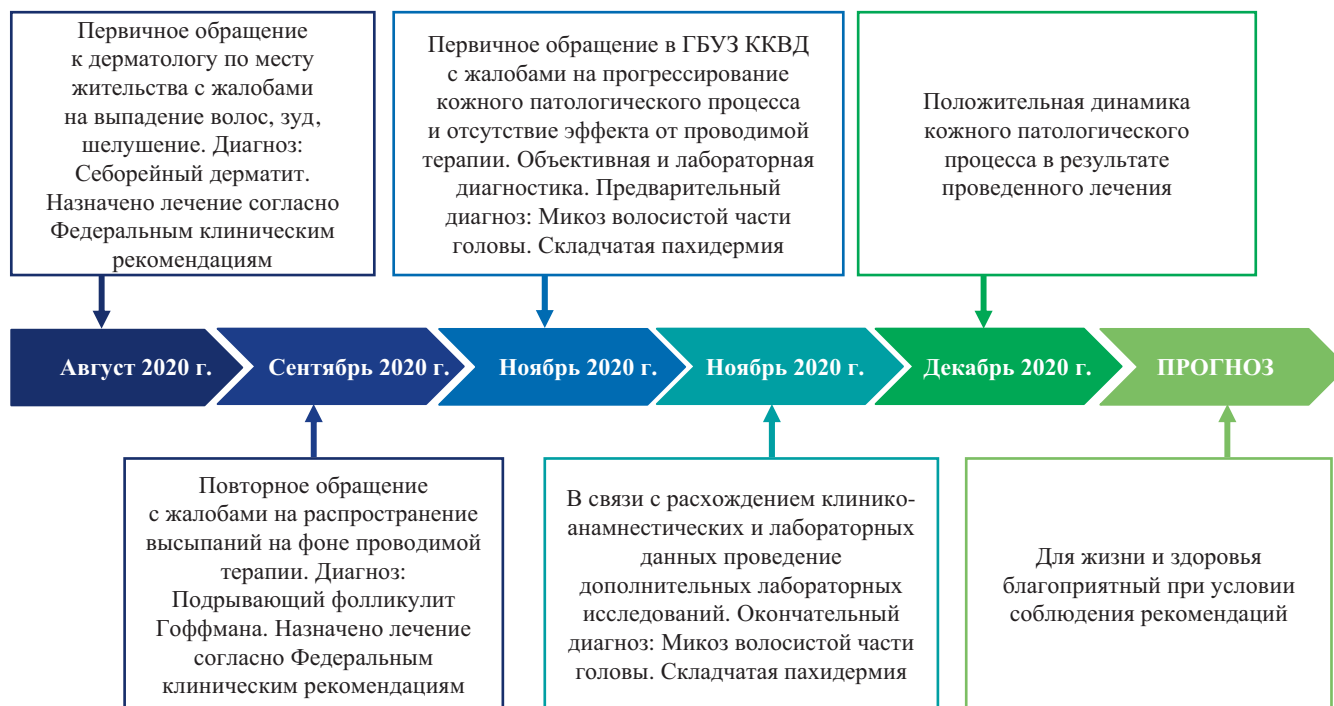 Первичное обращение
к дерматологу по месту
жительства с жалобами
на выпадение волос, зуд,
шелушение. Диагноз:
Себорейный дерматит.
Назначено лечение согласно
Федеральным клиническим
рекомендациям
Первичное обращение в ГБУЗ ККВД
с жалобами на прогрессирование
кожного патологического процесса
и отсутствие эффекта от проводимой
терапии. Объективная и лабораторная
диагностика. Предварительный
диагноз: Микоз волосистой части
головы. Складчатая пахидермия
Положительная динамика
кожного патологического
процесса в результате
проведенного лечения
Август 2020 г.
Сентябрь 2020 г.
Ноябрь 2020 г.
Ноябрь 2020 г.
Декабрь 2020 г.
ПРОГНОЗ
Повторное обращение
с жалобами на распространение
высыпаний на фоне проводимой
терапии. Диагноз:
Подрывающий фолликулит
Гоффмана. Назначено лечение
согласно Федеральным
клиническим рекомендациям
В связи с расхождением клинико-
анамнестических и лабораторных
данных проведение
дополнительных лабораторных
исследований. Окончательный
диагноз: Микоз волосистой части
головы. Складчатая пахидермия
Для жизни и здоровья
благоприятный при условии
соблюдения рекомендаций